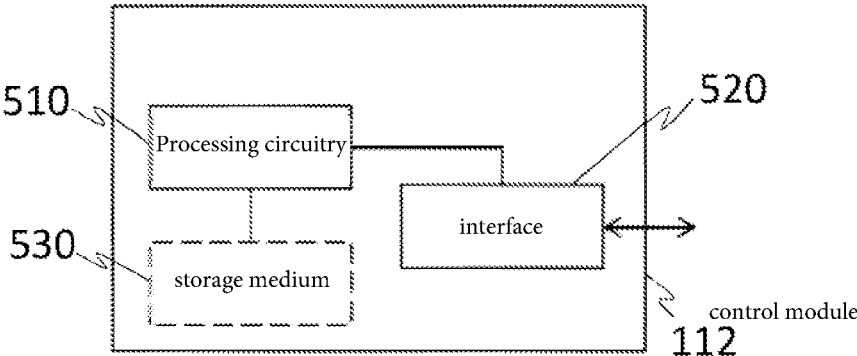 510
520
Processing circuitry
interface
530
storage medium
control module
112